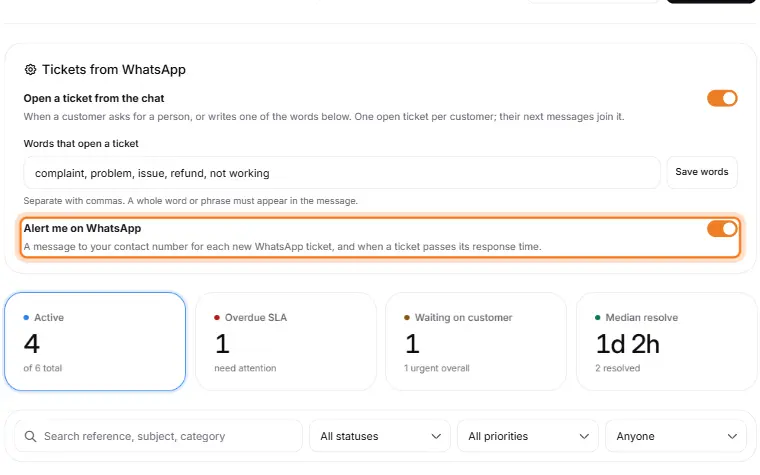 Tickets from WhatsApp
Open a ticket from the chat
When a customer asks for a person, or writes one of the words below. One open ticket per customer; their next messages join it.
Words that open a ticket
complaint, problem, issue, refund, not working
Save words
Separate with commas. A whole word or phrase must appear in the message.
Alert me on WhatsApp
A message to your contact number for each new WhatsApp ticket, and when a ticket passes its response time.
Active
4
of 6 total
Overdue SLA
1
need attention
Waiting on customer
1
1 urgent overall
Median resolve
1d 2h
2 resolved
Search reference, subject, category
All statuses
All priorities
Anyone